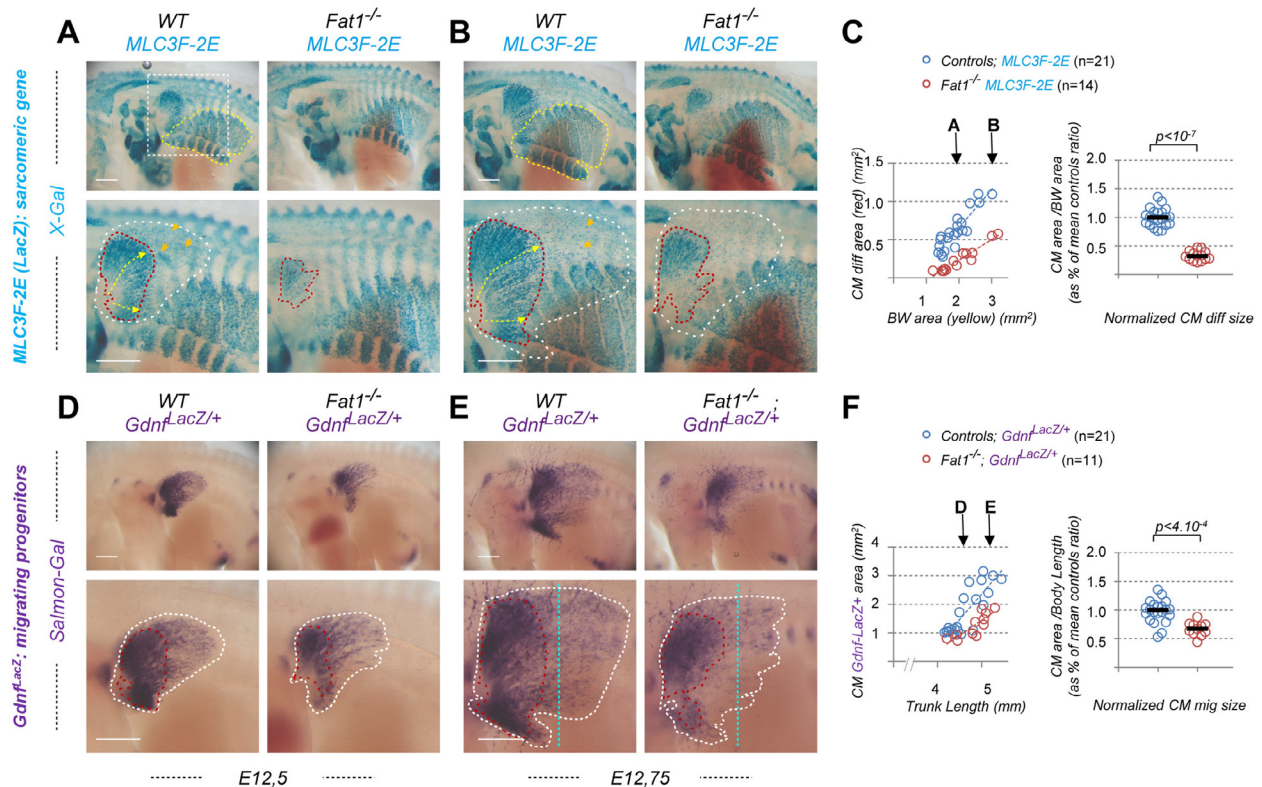 A
WT
MLC3F-2E
Fat1-/-
MLC3F-2E
B
WT
MLC3F-2E
Fat1-/-
MLC3F-2E
MLC3F-2E (LacZ): sarcomeric gene
X-Gal
C
Controls; MLC3F-2E (n=21)
Fat1-/- MLC3F-2E (n=14)
A
B
CM diff area (red) (mm2)
1.5
1.0
0.5
1
2
3
BW area (yellow) (mm2)
p<10-7
CM area /BW area
(as % of mean controls ratio)
2.0
1.5
1.0
0.5
Normalized CM diff size
D
WT
GdnfLacZ/+
Fat1-/-
GdnfLacZ/+
E
WT
GdnfLacZ/+
Fat1-/- ;
GdnfLacZ/+
GdnfLacZ: migrating progenitors
Salmon-Gal
E12,5
E12,75
F
Controls; GdnfLacZ/+ (n=21)
Fat1-/-; GdnfLacZ/+ (n=11)
D
E
CM Gdnf-LacZ+ area (mm2)
4
3
2
1
4
5
Trunk Length (mm)
p<4.10-4
CM area /Body Length
(as % of mean controls ratio)
2.0
1.5
1.0
0.5
Normalized CM mig size